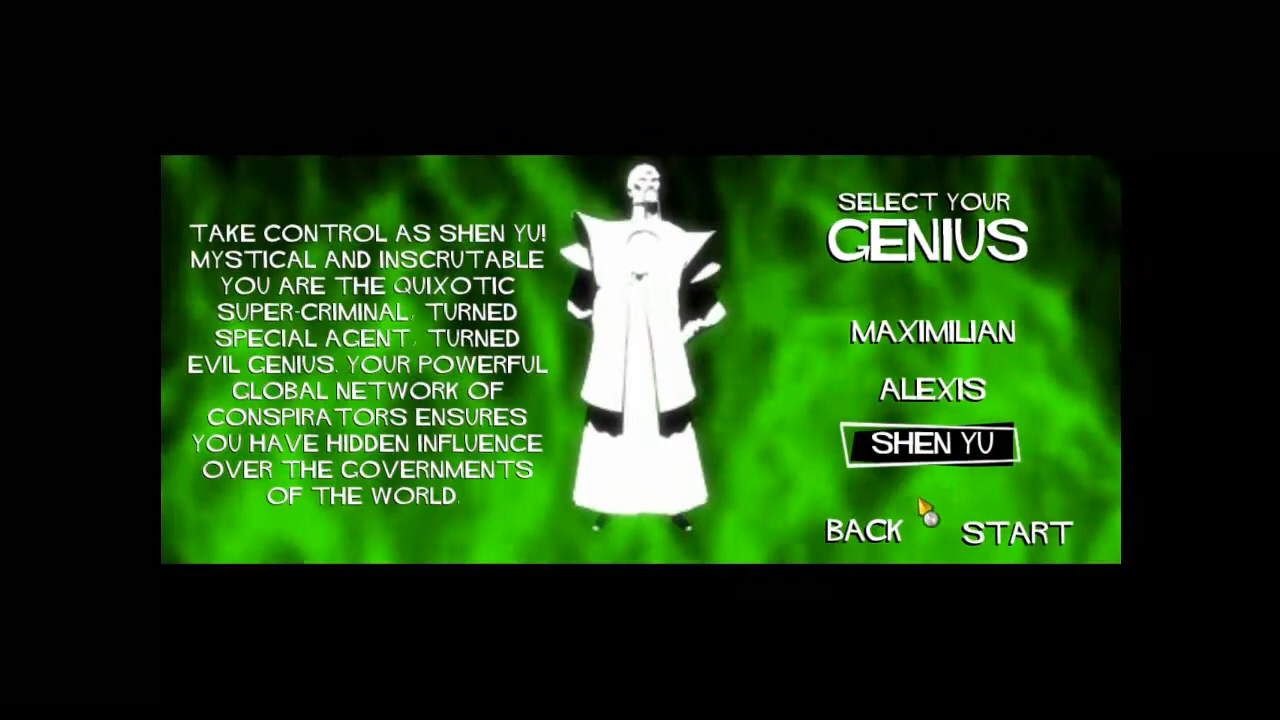 TAKE CONTROL AS SHEN YU!
MYSTICAL AND INSCRUTABLE
YOU ARE THE QUIXOTIC
SUPER-CRIMINAL, TURNED
SPECIAL AGENT, TURNED
EVIL GENIUS. YOUR POWERFUL
GLOBAL NETWORK OF
CONSPIRATORS ENSURES
YOU HAVE HIDDEN INFLUENCE
OVER THE GOVERNMENTS
OF THE WORLD.
SELECT YOUR
GENIUS
MAXIMILIAN
ALEXIS
SHEN YU
BACK START